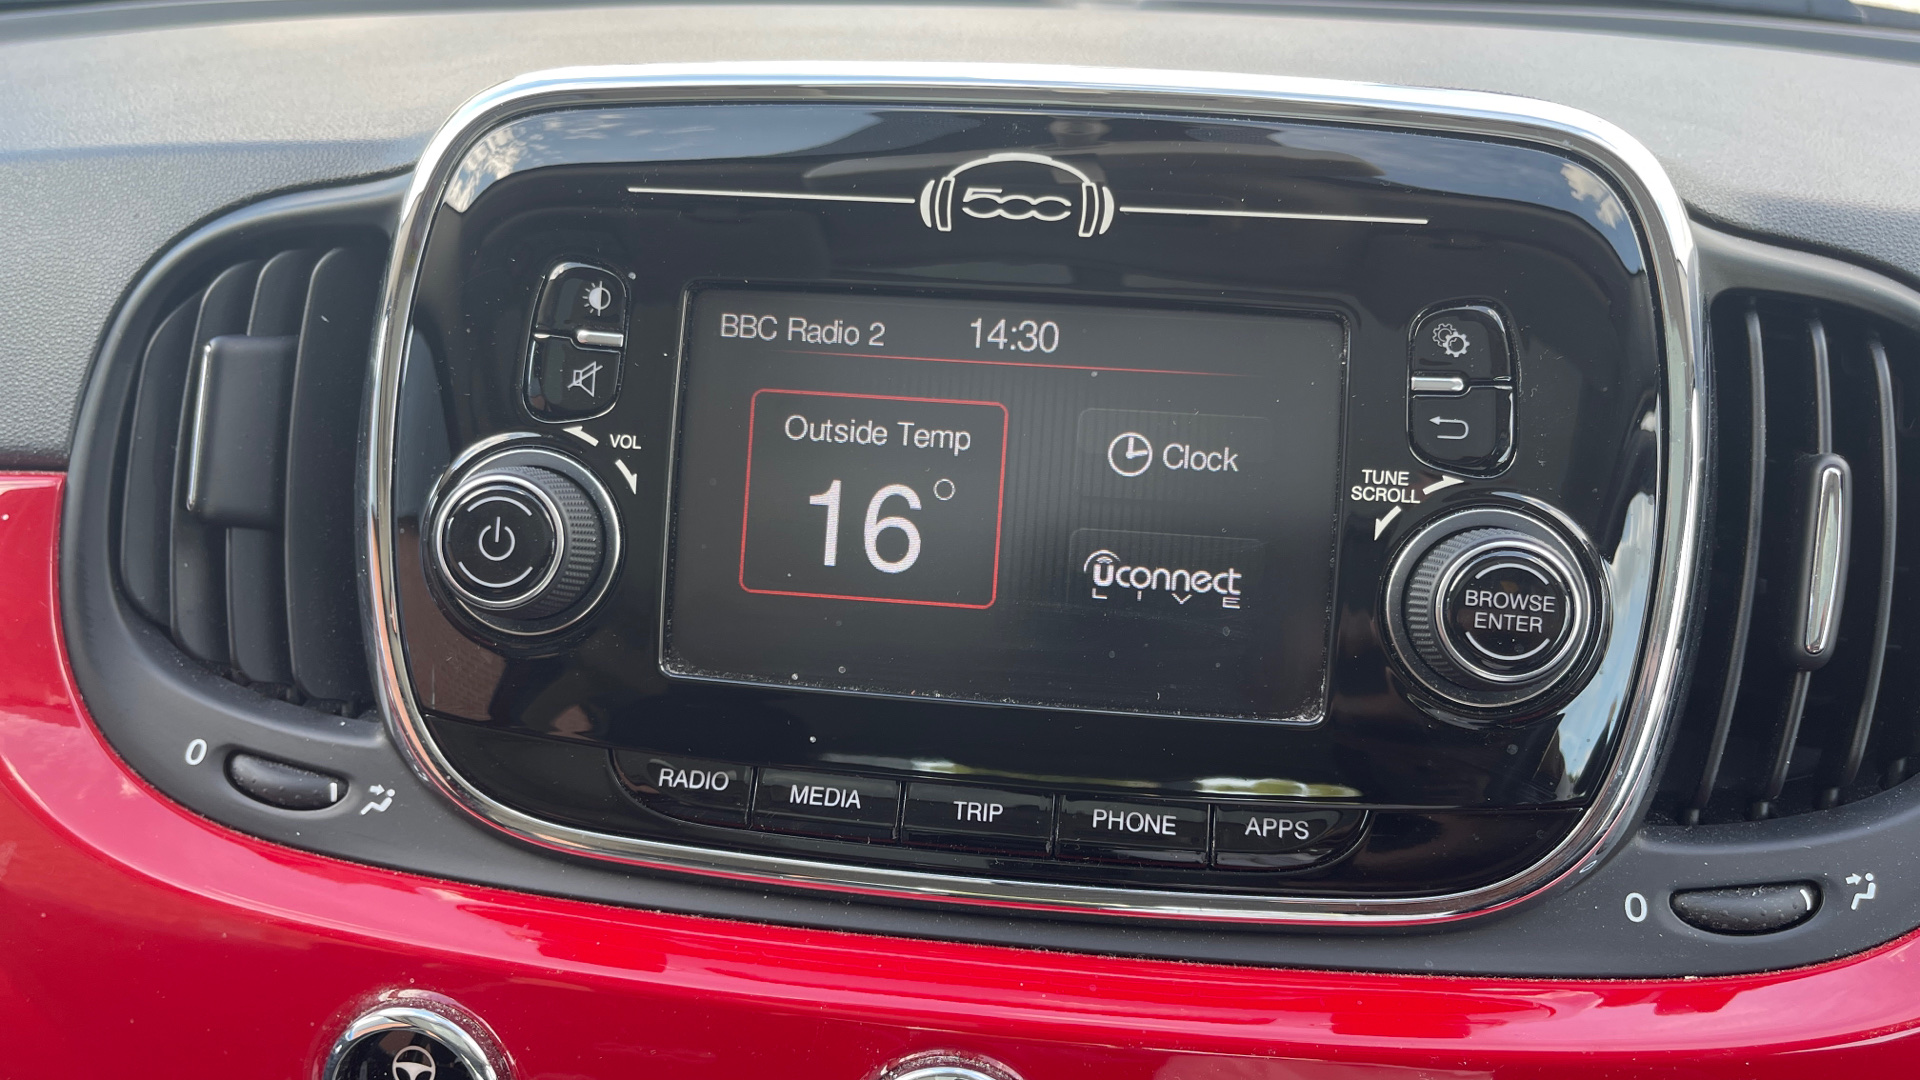 500
BBC Radio 2
14:30
VOL
Outside Temp
16°
Clock
uconnect
LIVE
TUNE
SCROLL
BROWSE
ENTER
RADIO
MEDIA
TRIP
PHONE
APPS
0
0